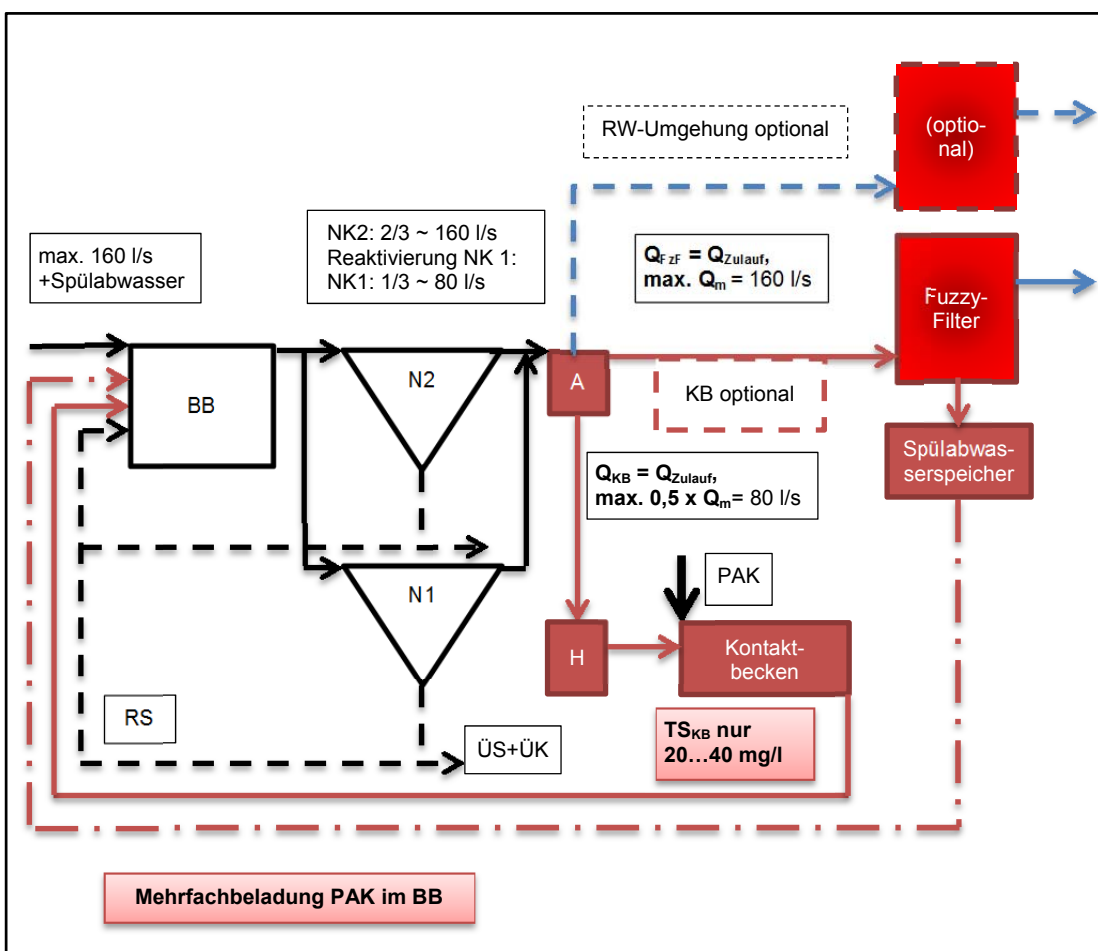 (optio-
nal)
RW-Umgehung optional
max. 160 l/s
+Spülabwasser
NK2: 2/3 ~ 160 l/s
Reaktivierung NK 1:
NK1: 1/3 ~ 80 l/s
QFzF = QZulauf,
max. Qm = 160 l/s
Fuzzy-
Filter
BB
N2
A
KB optional
Spülabwas-
serspeicher
QKB = QZulauf,
max. 0,5 x Qm= 80 l/s
N1
PAK
H
Kontakt-
becken
RS
ÜS+ÜK
TSKB nur
20...40 mg/l
Mehrfachbeladung PAK im BB